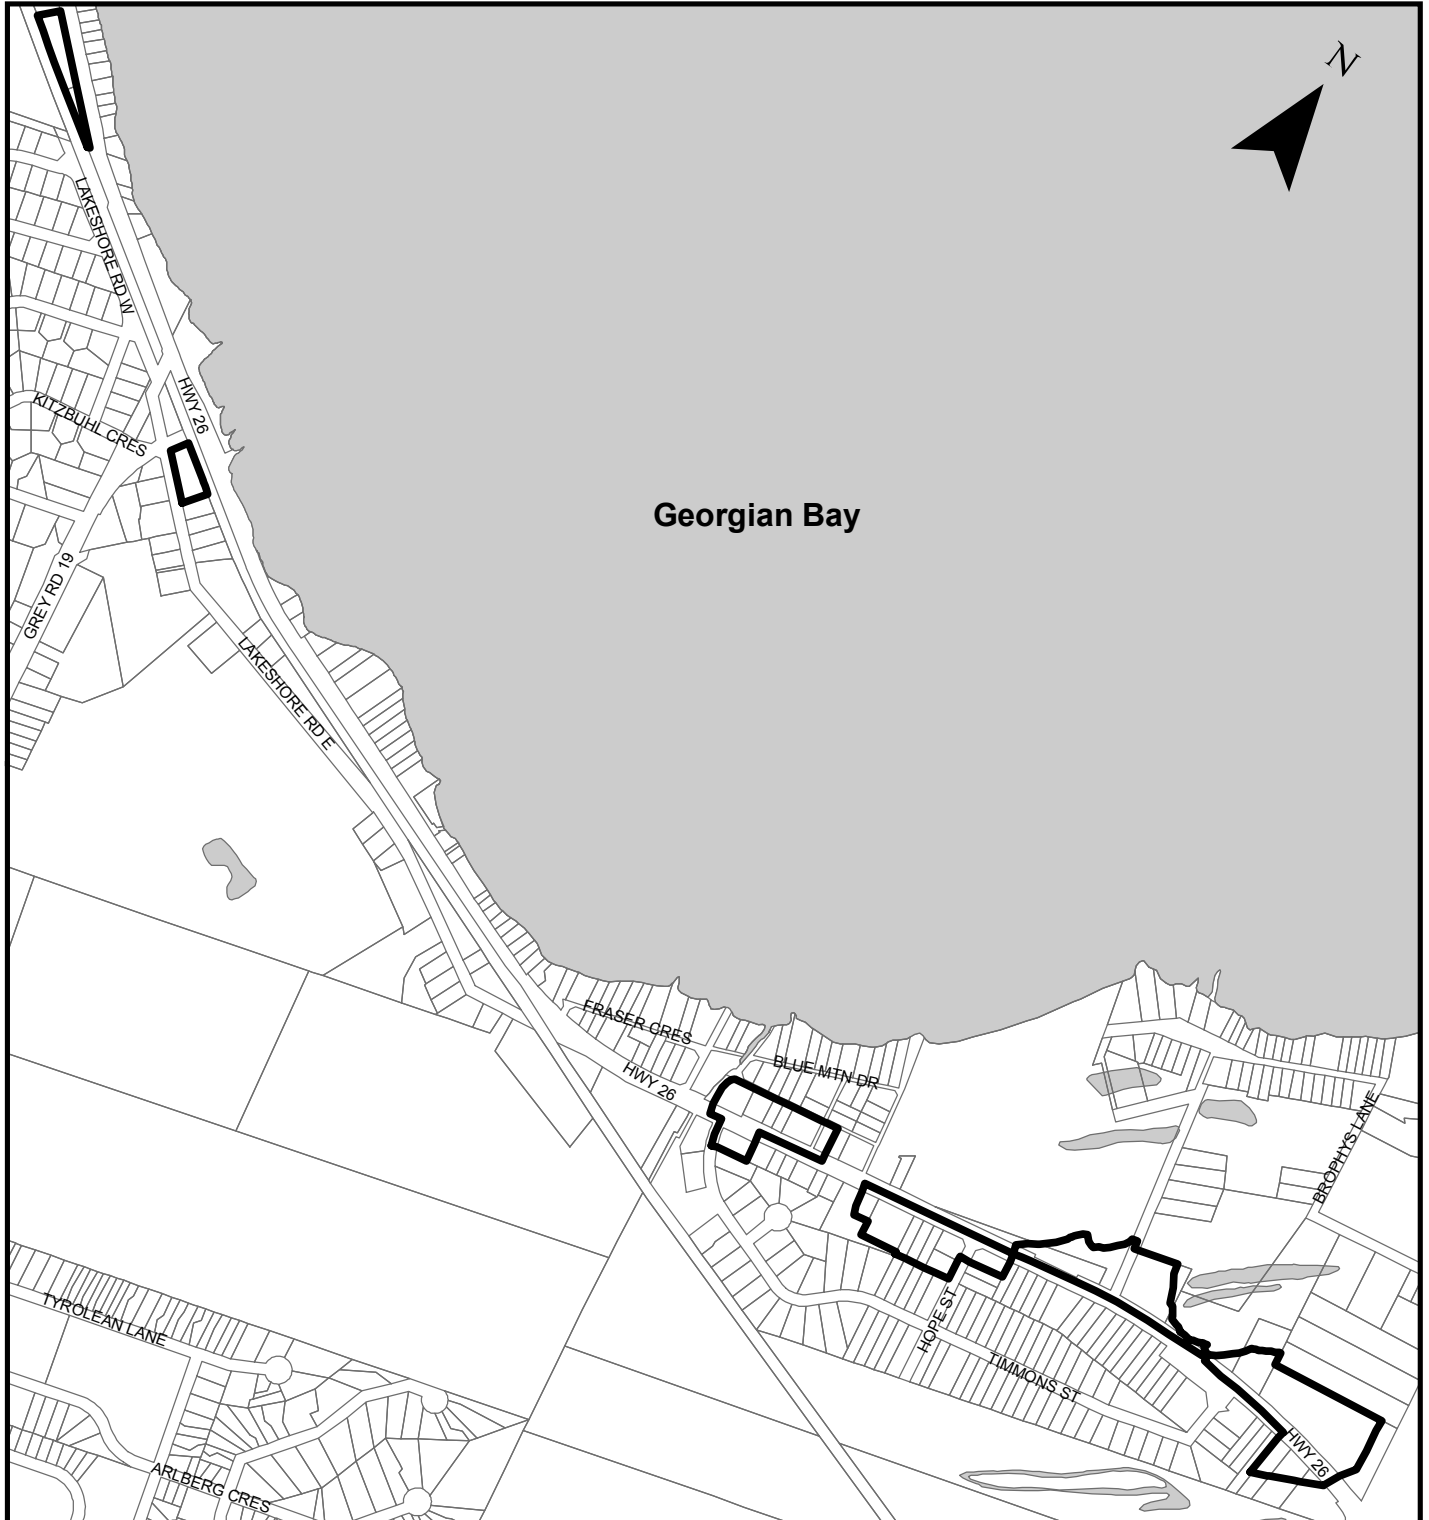 N
LAKESHORE RD W
HWY 26
KITZBUHL CRES
Georgian Bay
GREY RD 19
LAKESHORE RD E
FRASER CRES
BLUE MTN DR
HWY 26
BROPHYS LANE
HOPE ST
TYROLEAN LANE
TIMMONS ST
HWY 26
ARLBERG CRES